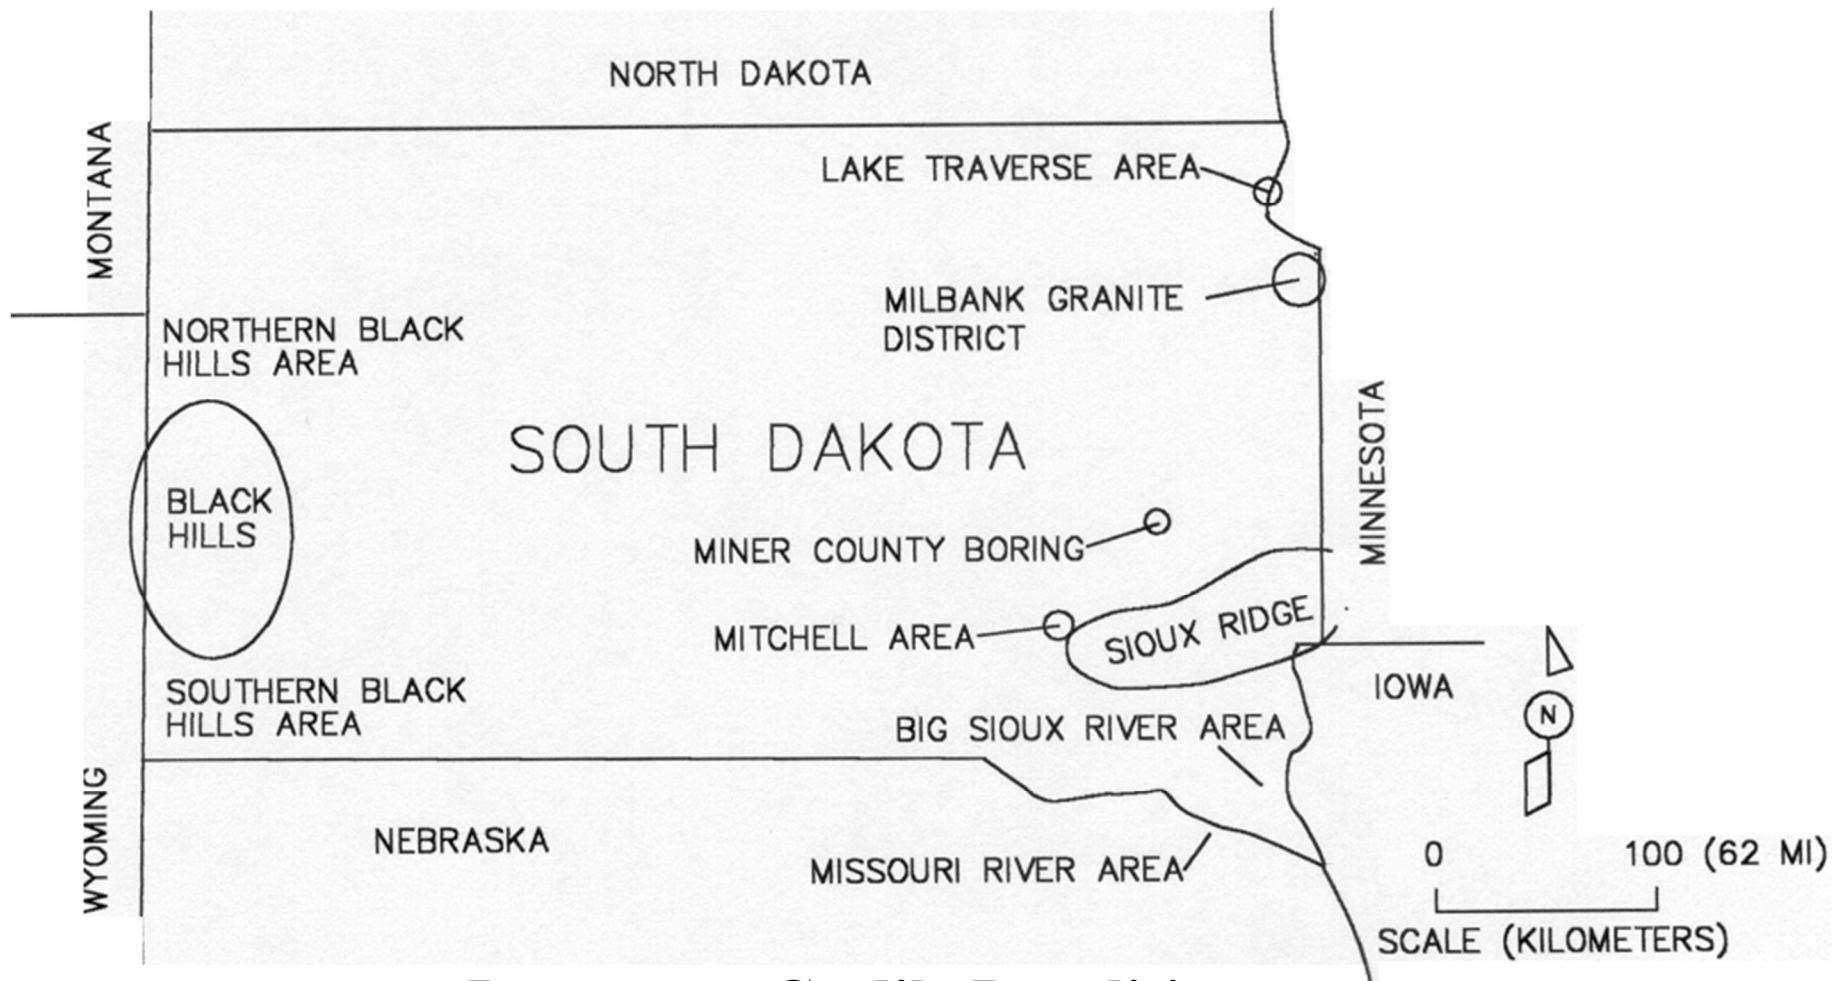 NORTH DAKOTA
MONTANA
LAKE TRAVERSE AREA
MILBANK GRANITE
DISTRICT
NORTHERN BLACK
HILLS AREA
SOUTH DAKOTA
MINNESOTA
BLACK
HILLS
MINER COUNTY BORING
MITCHELL AREA
SIOUX RIDGE
IOWA
SOUTHERN BLACK
HILLS AREA
BIG SIOUX RIVER AREA
N
WYOMING
NEBRASKA
MISSOURI RIVER AREA
0 100 (62 MI)
SCALE (KILOMETERS)